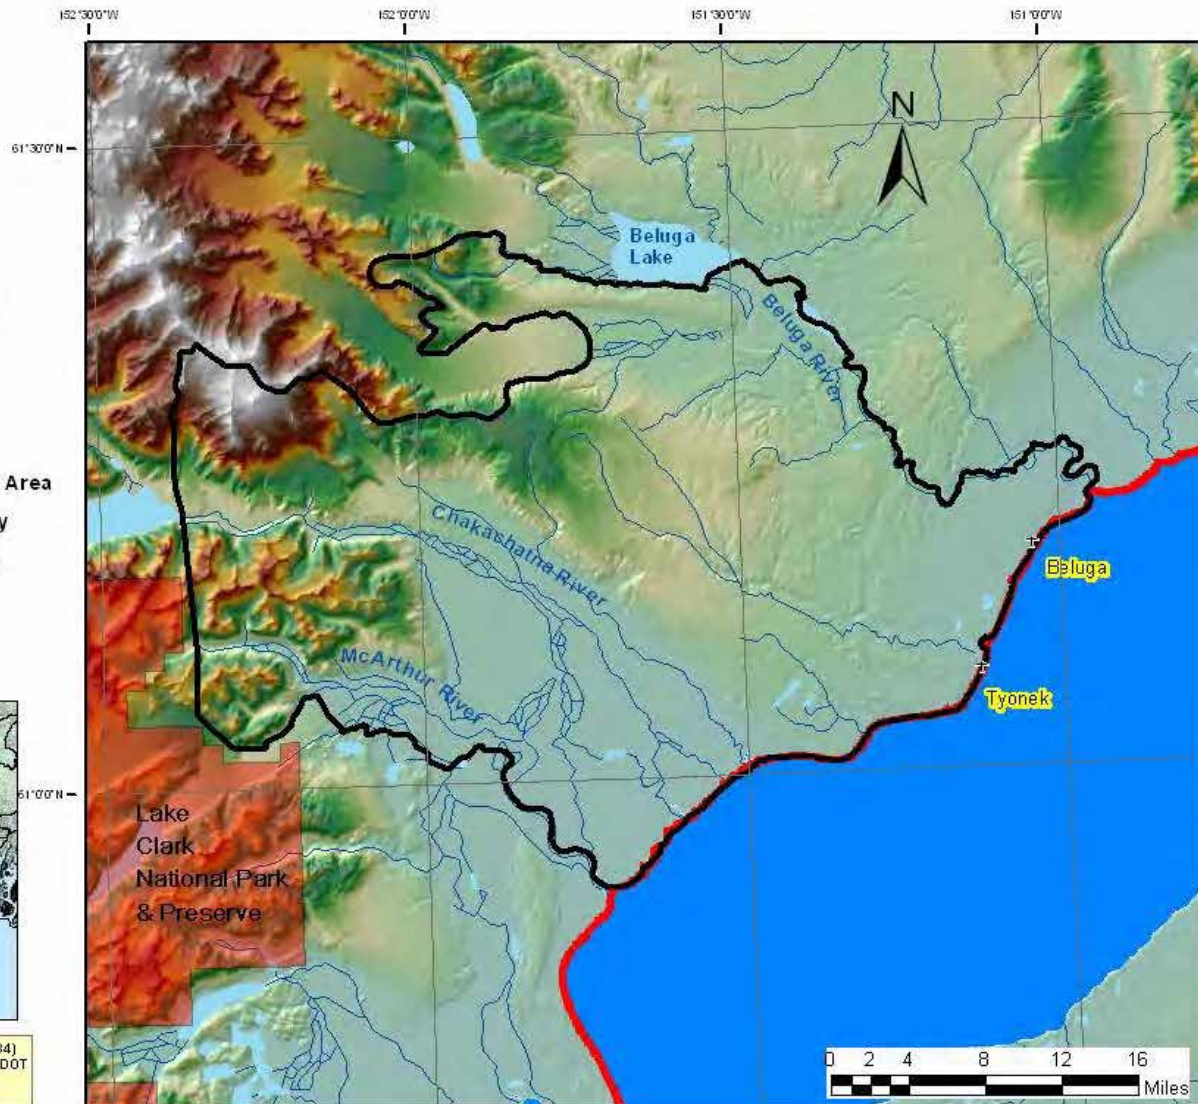 152°30'0"W
152°0'0"W
151°30'0"W
151°0'0"W
61°30'0"N
N
Beluga
Lake
Beluga River
Area
y
Chakachatna River
Beluga
McArthur River
Tyonek
61°0'0"N
Lake
Clark
National Park
& Preserve
34)
DOT
0 2 4 8 12 16
Miles